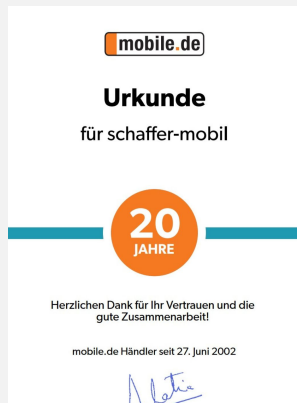 mobile.de
Urkunde
für schaffer-mobil
20
JAHRE
Herzlichen Dank für Ihr Vertrauen und die
gute Zusammenarbeit!
mobile.de Händler seit 27. Juni 2002